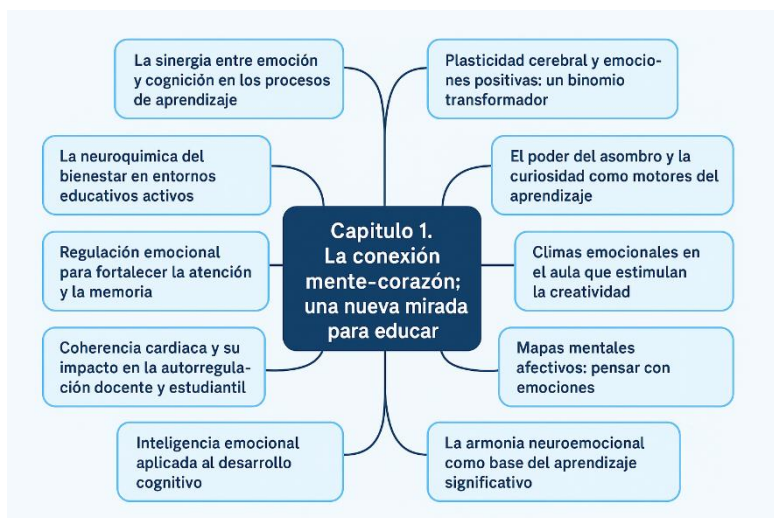 La sinergia entre emoción
y cognición en los procesos
de aprendizaje
Plasticidad cerebral y emocio-
nes positivas: un binomio
transformador
La neuroquimica del
bienestar en entornos
educativos activos
El poder del asombro y la
curiosidad como motores del
aprendizaje
Capitulo 1.
La conexión
mente-corazón;
una nueva mirada
para educar
Regulación emocional
para fortalecer la atención
y la memoria
Climas emocionales en
el aula que estimulan
la creatividad
Coherencia cardiaca y su
impacto en la autorregula-
ción docente y estudiantil
Mapas mentales
afectivos: pensar con
emociones
Inteligencia emocional
aplicada al desarrollo
cognitivo
La armonia neuroemocional
como base del aprendizaje
significativo